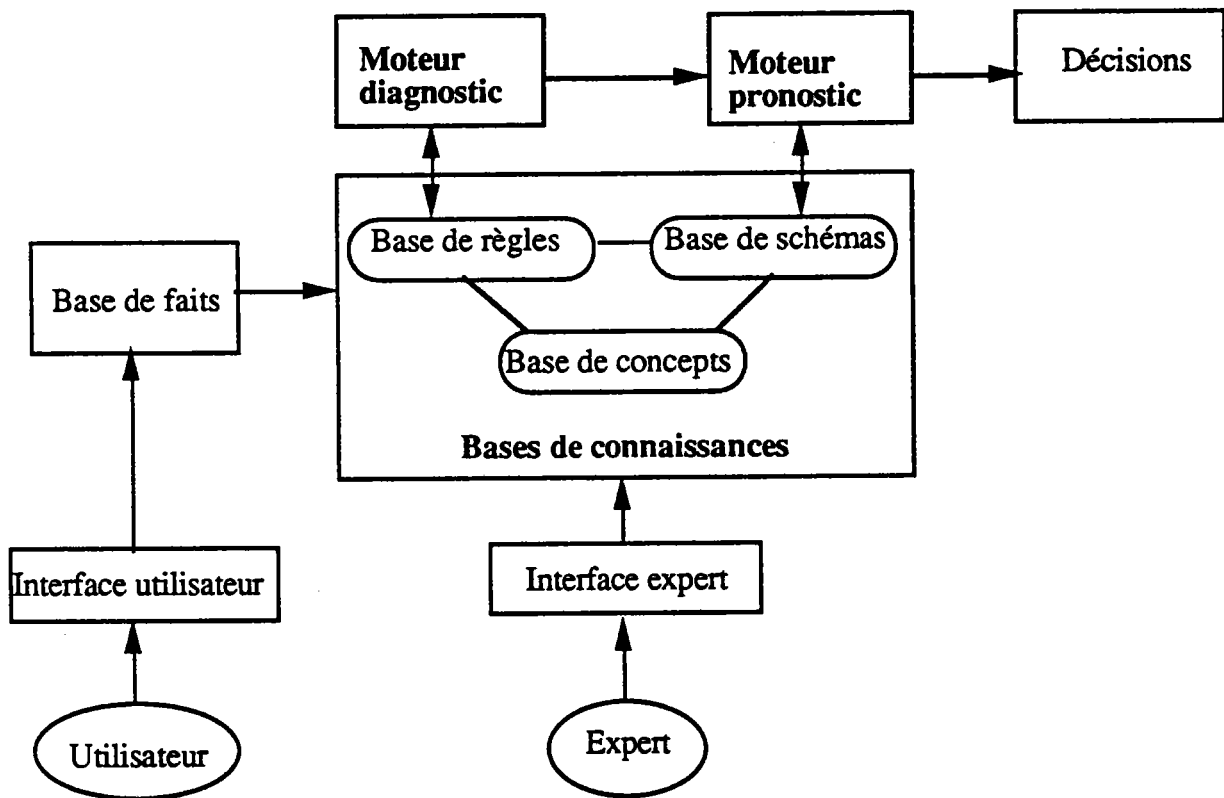 Moteur
diagnostic
Moteur
pronostic
Décisions
Base de règles
Base de schémas
Base de faits
Base de concepts
Bases de connaissances
Interface utilisateur
Interface expert
Utilisateur
Expert